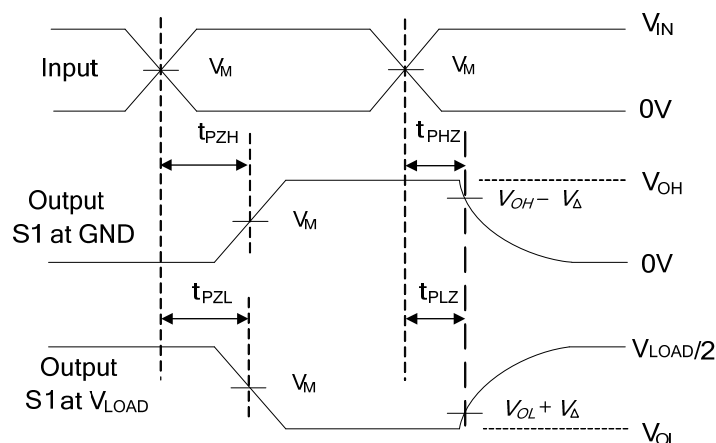 V_IN
Input
V_M
V_M
0V
t_PZH
t_PHZ
V_OH
Output
S1 at GND
V_M
V_OH – V_Δ
0V
t_PZL
t_PLZ
V_LOAD/2
Output
S1 at V_LOAD
V_M
V_OL + V_Δ
V_OL